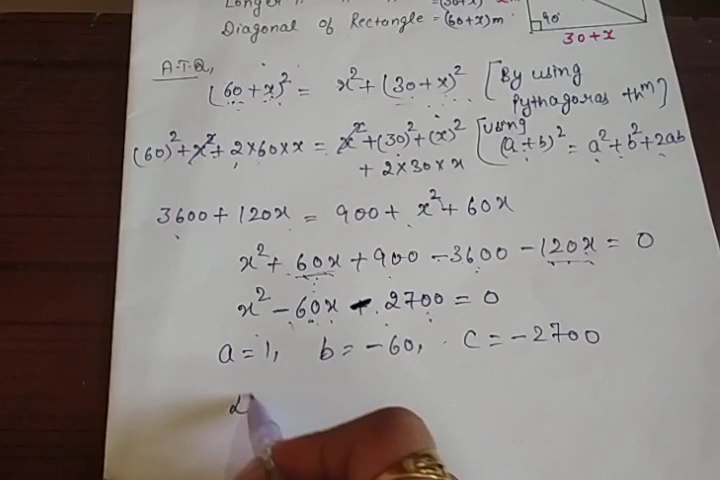 Longer
Diagonal of Rectangle = (60+x)m.
90°
30+x
A.T.Q,
(60+x)² = x²+(30+x)² [By using Pythagoras thm]
(60)²+x²+2×60×x = x²+(30)²+(x)² [using (a+b)² = a²+b²+2ab
+ 2×30×x
3600+120x = 900+x²+60x
x²+60x+900-3600-120x=0
x²-60x-2700=0
a=1, b=-60, c=-2700